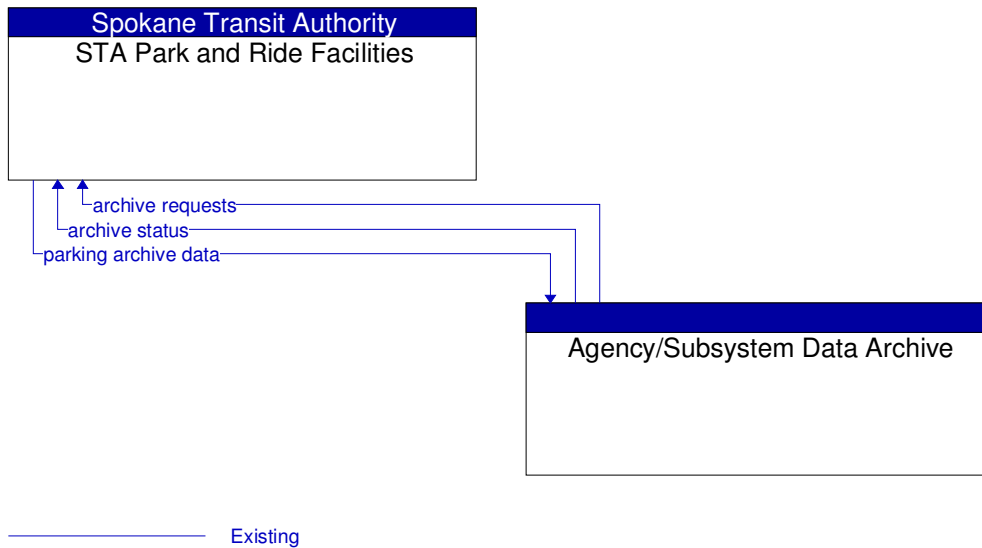 Spokane Transit Authority
STA Park and Ride Facilities
archive requests
archive status
parking archive data
Agency/Subsystem Data Archive
Existing